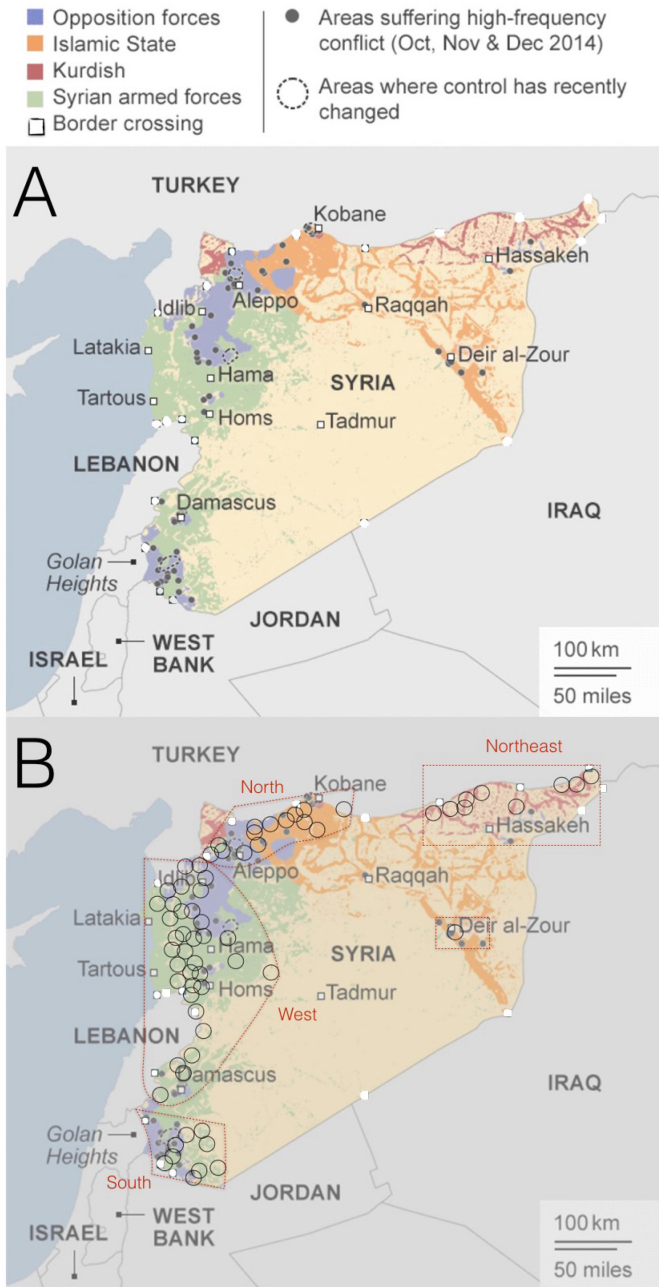 Opposition forces
Islamic State
Kurdish
Syrian armed forces
Border crossing
Areas suffering high-frequency
conflict (Oct, Nov & Dec 2014)
Areas where control has recently
changed
A
TURKEY
Kobane
Hassakeh
Idlib
Aleppo
Raqqah
Latakia
Deir al-Zour
Hama
SYRIA
Tartous
Homs
Tadmur
LEBANON
Damascus
IRAQ
Golan
Heights
JORDAN
WEST
BANK
ISRAEL
100 km
50 miles
B
TURKEY
Northeast
North
Kobane
Hassakeh
Idlib
Aleppo
Raqqah
Latakia
Deir al-Zour
Hama
SYRIA
Tartous
Homs
Tadmur
West
LEBANON
Damascus
IRAQ
Golan
Heights
South
JORDAN
WEST
BANK
ISRAEL
100 km
50 miles